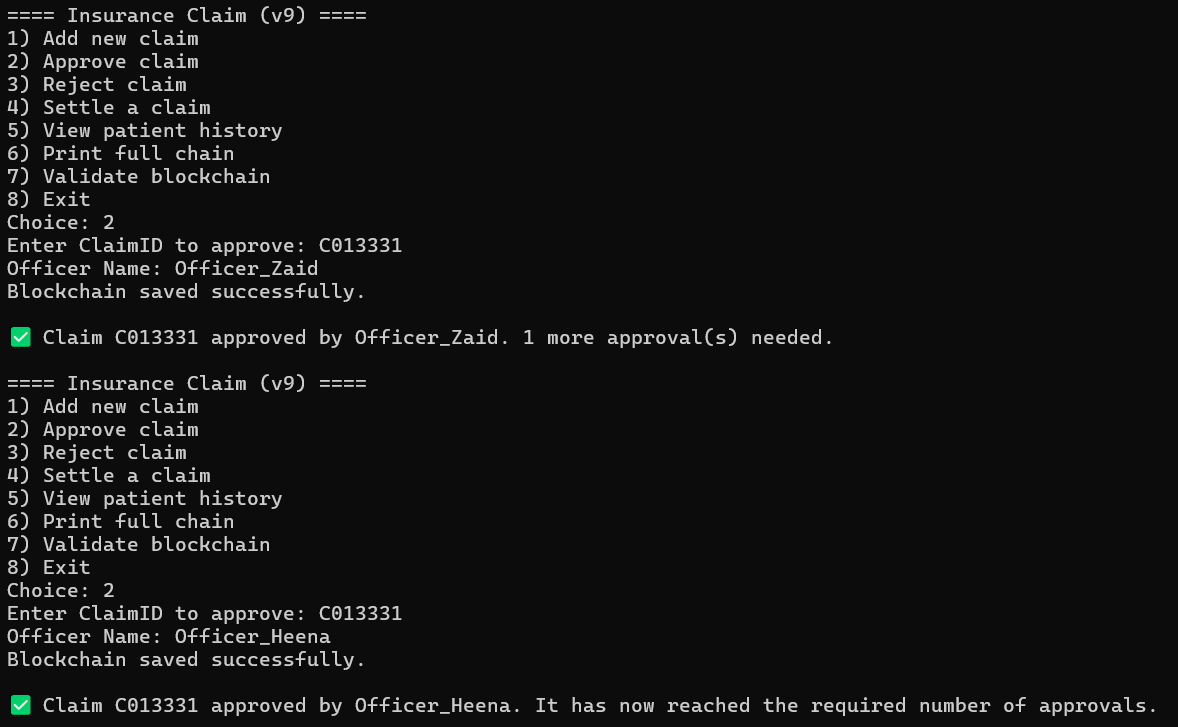 ==== Insurance Claim (v9) ====
1) Add new claim
2) Approve claim
3) Reject claim
4) Settle a claim
5) View patient history
6) Print full chain
7) Validate blockchain
8) Exit
Choice: 2
Enter ClaimID to approve: C013331
Officer Name: Officer_Zaid
Blockchain saved successfully.
✅ Claim C013331 approved by Officer_Zaid. 1 more approval(s) needed.
==== Insurance Claim (v9) ====
1) Add new claim
2) Approve claim
3) Reject claim
4) Settle a claim
5) View patient history
6) Print full chain
7) Validate blockchain
8) Exit
Choice: 2
Enter ClaimID to approve: C013331
Officer Name: Officer_Heena
Blockchain saved successfully.
✅ Claim C013331 approved by Officer_Heena. It has now reached the required number of approvals.